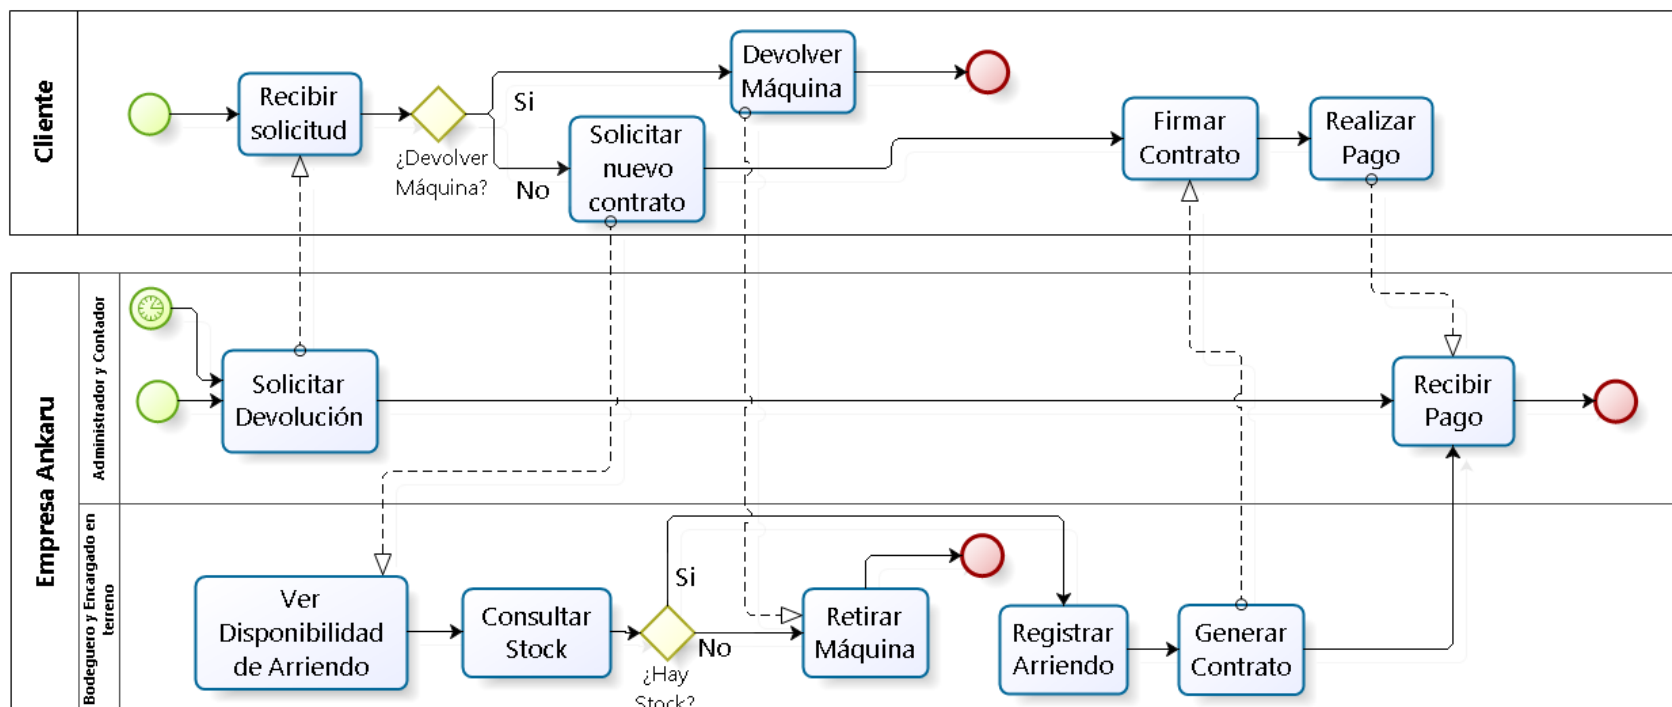 Cliente
Recibir
solicitud
¿Devolver
Máquina?
Si
No
Devolver
Máquina
Solicitar
nuevo
contrato
Firmar
Contrato
Realizar
Pago
Empresa Ankaru
Administrador y Contador
Solicitar
Devolución
Recibir
Pago
Bodeguero y Encargado en
terreno
Ver
Disponibilidad
de Arriendo
Consultar
Stock
¿Hay
Stock?
Si
No
Retirar
Máquina
Registrar
Arriendo
Generar
Contrato